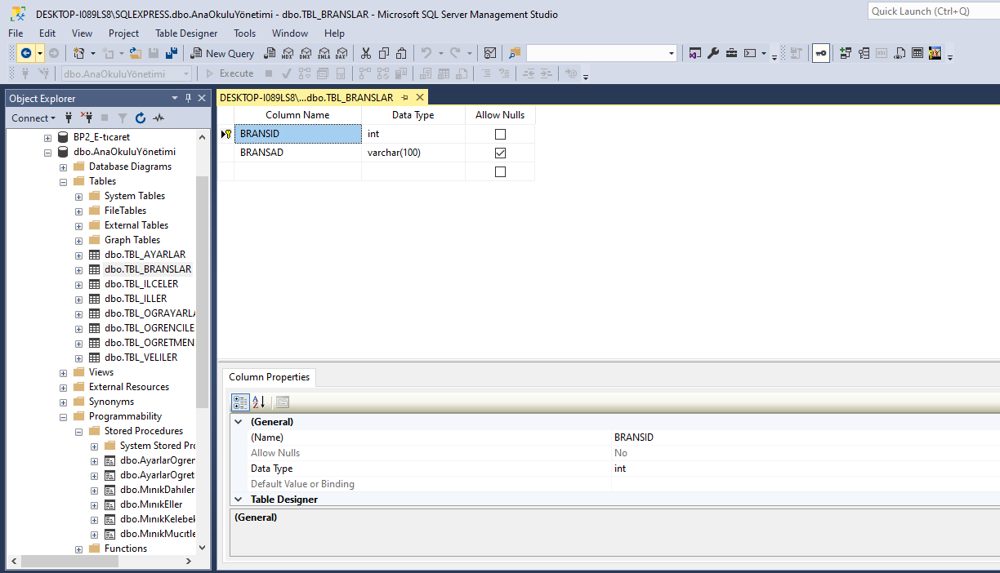 DESKTOP-I089LS8\SQLEXPRESS.dbo.AnaOkuluYönetimi - dbo.TBL_BRANSLAR - Microsoft SQL Server Management Studio
Quick Launch (Ctrl+Q)
File Edit View Project Table Designer Tools Window Help
New Query MDX DMX XMLA DAX
dbo.AnaOkuluYönetimi Execute
Object Explorer
Connect
BP2_E-tıcaret
dbo.AnaOkuluYönetimi
Database Diagrams
Tables
System Tables
FileTables
External Tables
Graph Tables
dbo.TBL_AYARLAR
dbo.TBL_BRANSLAR
dbo.TBL_ILCELER
dbo.TBL_ILLER
dbo.TBL_OGRAYARLA
dbo.TBL_OGRENCILE
dbo.TBL_OGRETMEN
dbo.TBL_VELILER
Views
External Resources
Synonyms
Programmability
Stored Procedures
System Stored Pro
dbo.AyarlarOgren
dbo.AyarlarOgret
dbo.MınıkDahıler
dbo.MınıkEller
dbo.MınıkKelebek
dbo.MınıkMucıtle
Functions
DESKTOP-I089LS8\...dbo.TBL_BRANSLAR
Column Name Data Type Allow Nulls
BRANSID int
BRANSAD varchar(100)
Column Properties
(General)
(Name) BRANSID
Allow Nulls No
Data Type int
Default Value or Binding
Table Designer
(General)